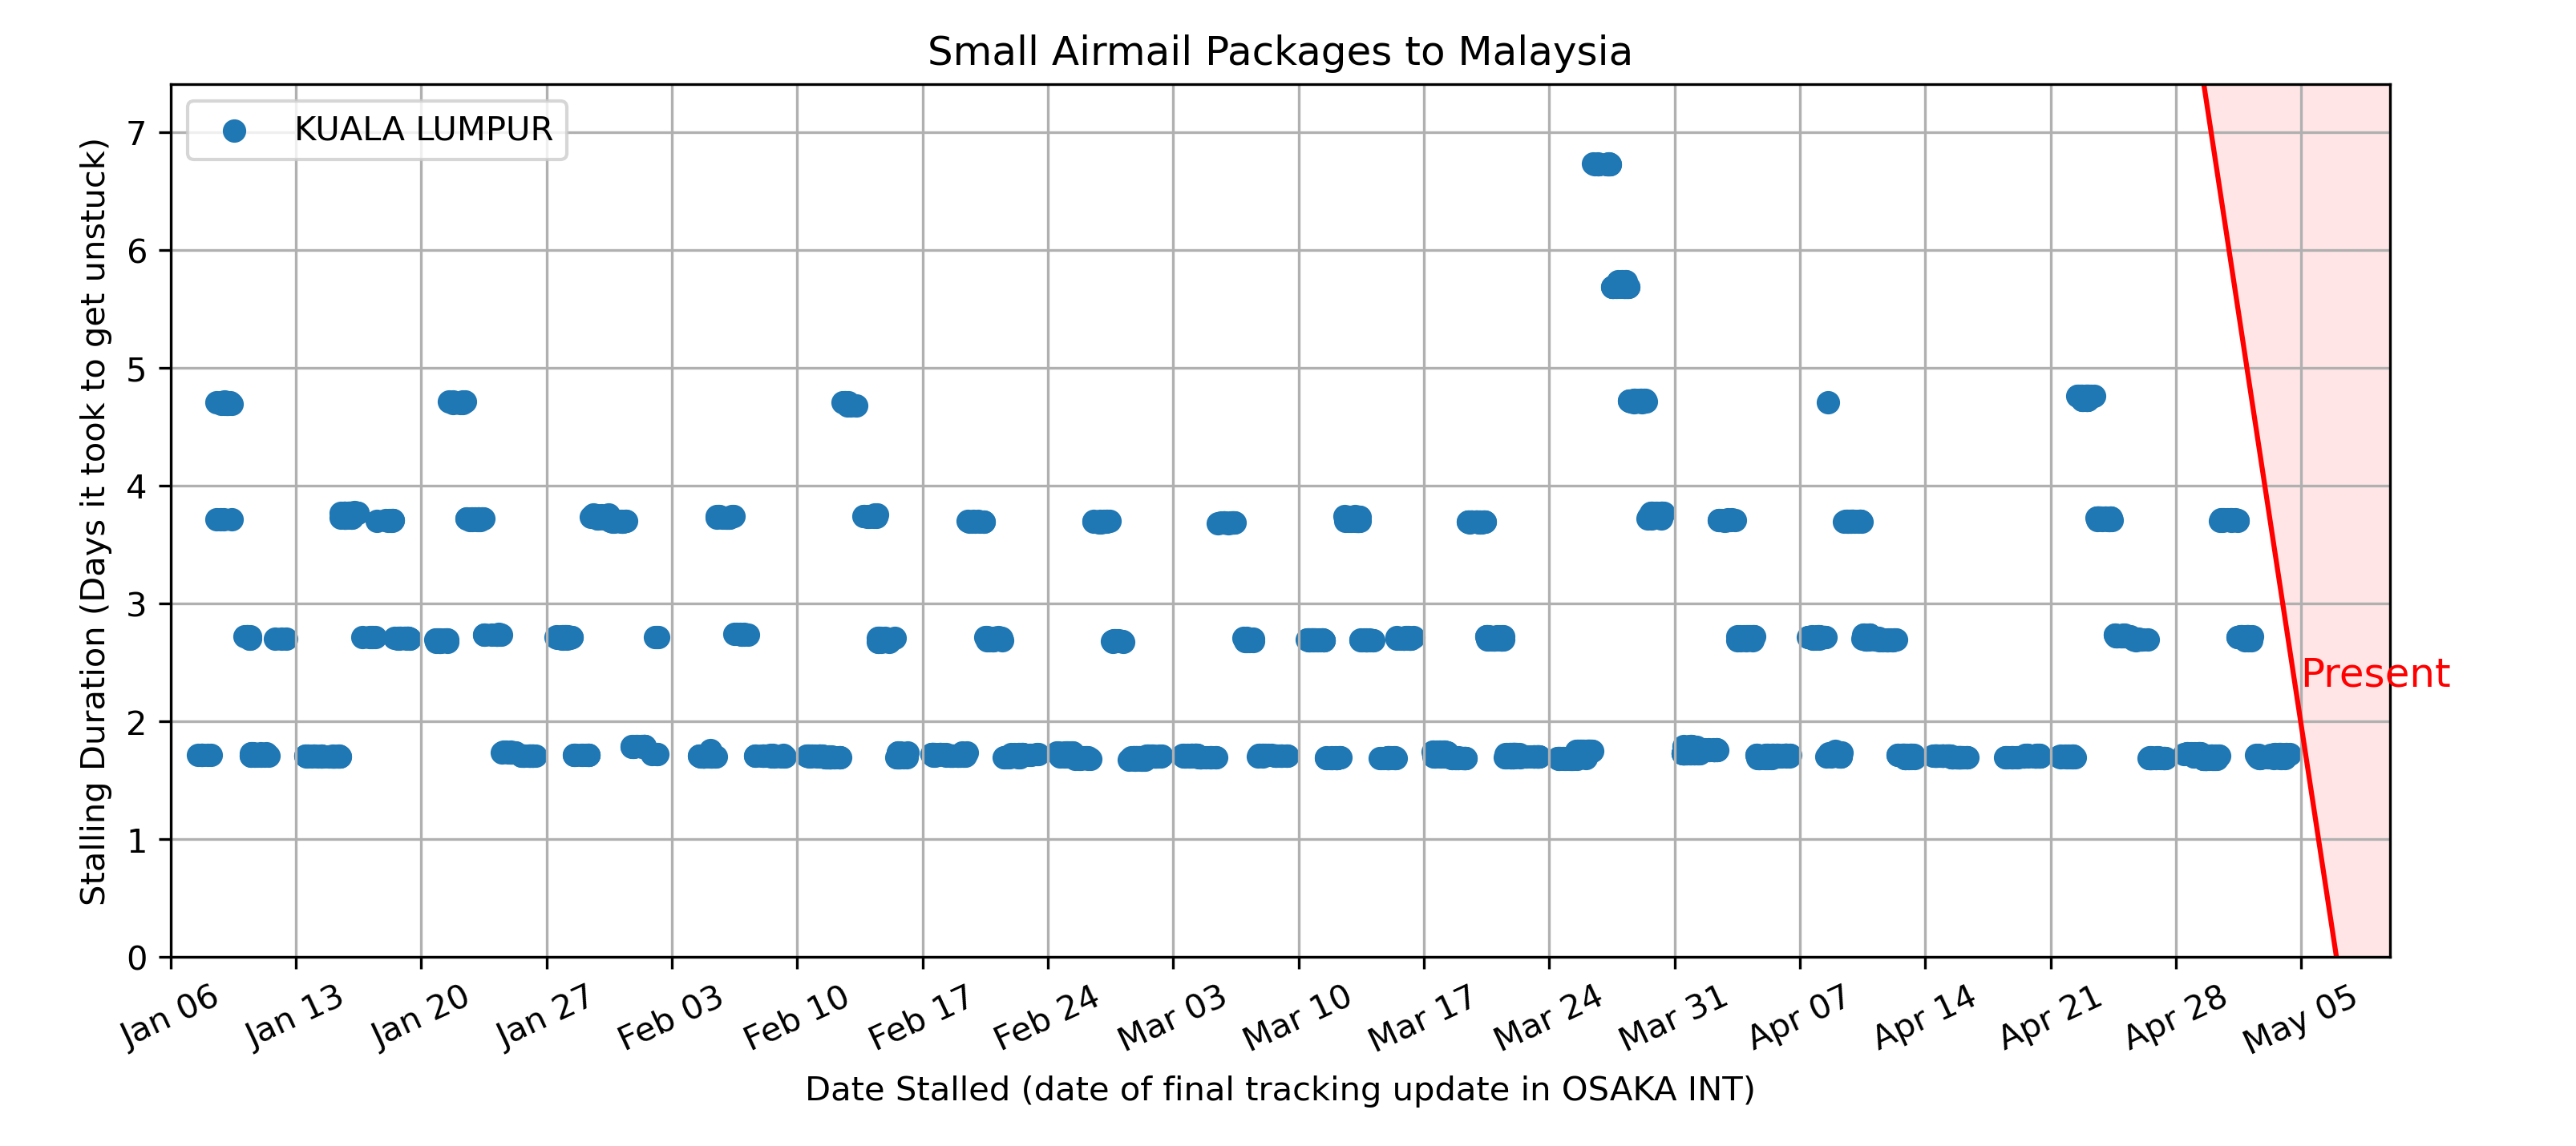 Small Airmail Packages to Malaysia
KUALA LUMPUR
Stalling Duration (Days it took to get unstuck)
7
6
5
4
3
2
1
0
Present
Jan 06 Jan 13 Jan 20 Jan 27 Feb 03 Feb 10 Feb 17 Feb 24 Mar 03 Mar 10 Mar 17 Mar 24 Mar 31 Apr 07 Apr 14 Apr 21 Apr 28 May 05
Date Stalled (date of final tracking update in OSAKA INT)